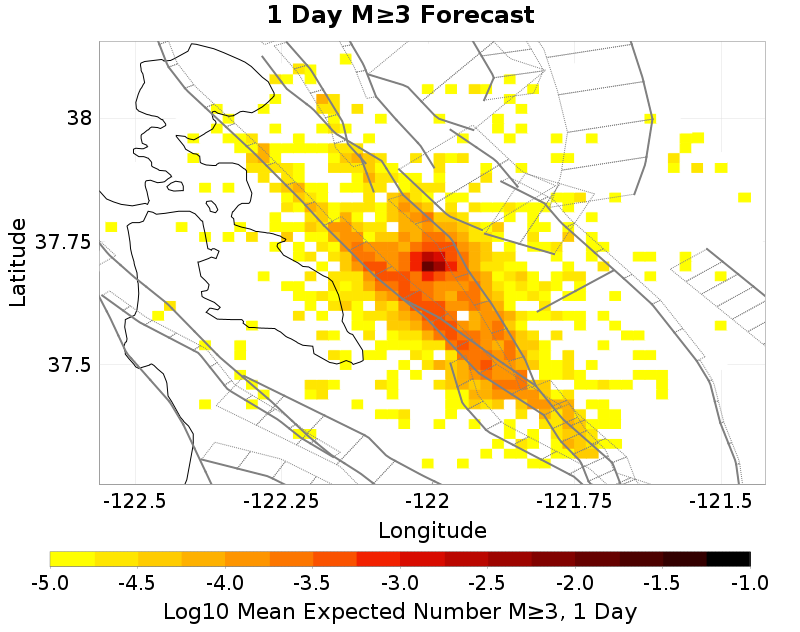 1 Day M≥3 Forecast
38
37.75
37.5
Latitude
-122.5 -122.25 -122 -121.75 -121.5
Longitude
-5.0 -4.5 -4.0 -3.5 -3.0 -2.5 -2.0 -1.5 -1.0
Log10 Mean Expected Number M≥3, 1 Day